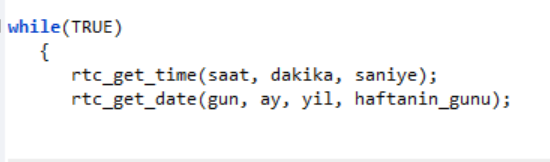 while(TRUE)
{
rtc_get_time(saat, dakika, saniye);
rtc_get_date(gun, ay, yil, haftanin_gunu);